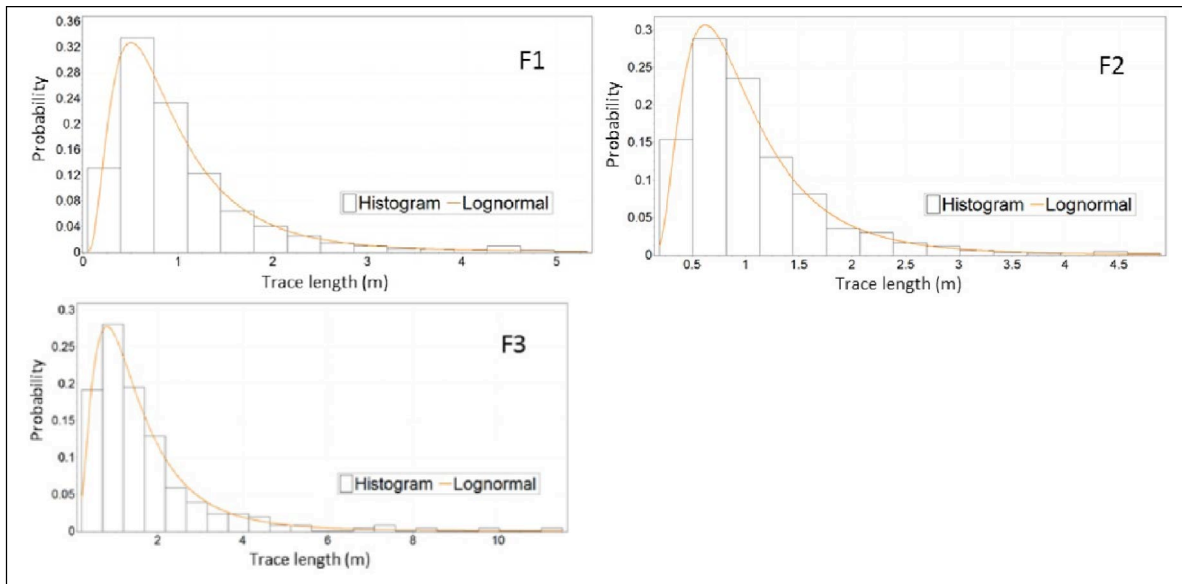 F1
Probability
0.36
0.32
0.28
0.24
0.2
0.16
0.12
0.08
0.04
0
0 1 2 3 4 5
Trace length (m)
Histogram Lognormal
F2
Probability
0.3
0.25
0.2
0.15
0.1
0.05
0
0.5 1 1.5 2 2.5 3 3.5 4 4.5
Trace length (m)
Histogram Lognormal
F3
Probability
0.3
0.25
0.2
0.15
0.1
0.05
0
2 4 6 8 10
Trace length (m)
Histogram Lognormal